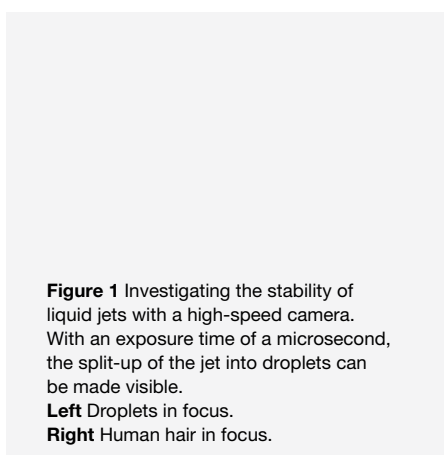 Figure 1 Investigating the stability of
liquid jets with a high-speed camera.
With an exposure time of a microsecond,
the split-up of the jet into droplets can
be made visible.
Left Droplets in focus.
Right Human hair in focus.